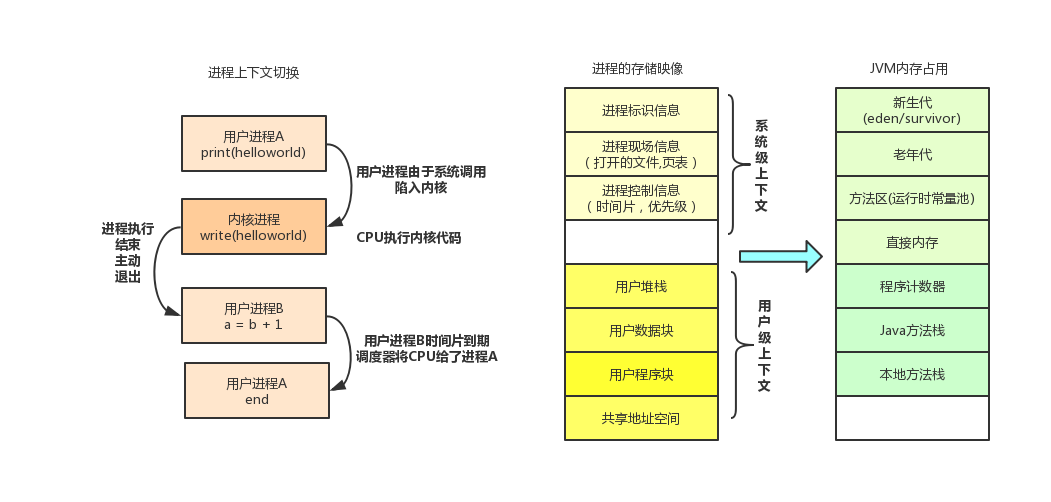 进程上下文切换
用户进程A
print(helloworld)
用户进程由于系统调用
陷入内核
内核进程
write(helloworld)
CPU执行内核代码
进程执行
结束
主动
退出
用户进程B
a = b + 1
用户进程B时间片到期
调度器将CPU给了进程A
用户进程A
end
进程的存储映像
进程标识信息
进程现场信息
（打开的文件,页表）
进程控制信息
（时间片，优先级）
用户堆栈
用户数据块
用户程序块
共享地址空间
系统级上下文
用户级上下文
JVM内存占用
新生代
(eden/survivor)
老年代
方法区(运行时常量池)
直接内存
程序计数器
Java方法栈
本地方法栈